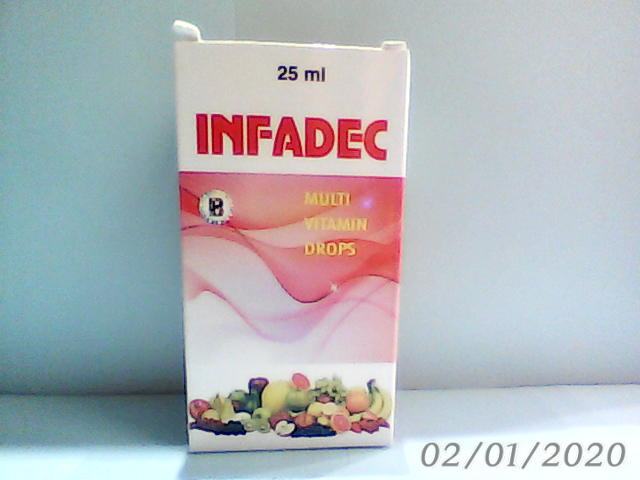 25 ml
INFADEC
MULTI
VITAMIN
DROPS
02/01/2020